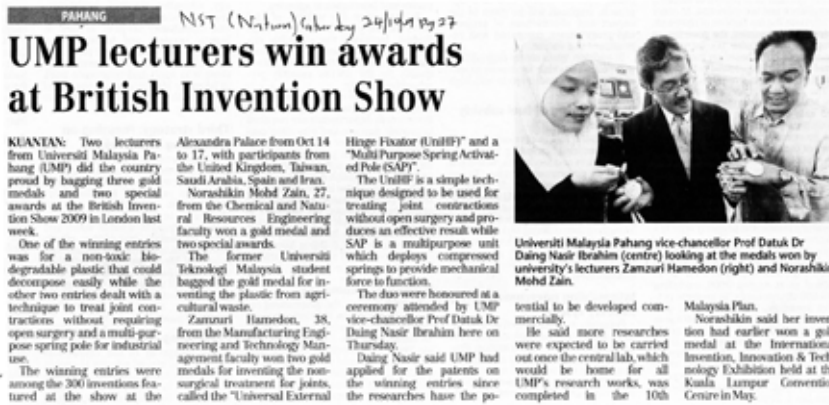 PAHANG
NST (Nation) Saturday 24/10/09 Pg 27
UMP lecturers win awards
at British Invention Show
KUANTAN: Two lecturers
from Universiti Malaysia Pa-
hang (UMP) did the country
proud by bagging three gold
medals and two special
awards at the British Inven-
tion Show 2009 in London last
week.
One of the winning entries
was for a non-toxic bio-
degradable plastic that could
decompose easily while the
other two entries dealt with a
technique to treat joint con-
tractions without requiring
open surgery and a multi-pur-
pose spring pole for industrial
use.
The winning entries were
among the 300 inventions fea-
tured at the show at the
Alexandra Palace from Oct 14
to 17, with participants from
the United Kingdom, Taiwan,
Saudi Arabia, Spain and Iran.
Norashikin Mohd Zain, 27,
from the Chemical and Natu-
ral Resources Engineering
faculty won a gold medal and
two special awards.
The former Universiti
Teknologi Malaysia student
bagged the gold medal for in-
venting the plastic from agri-
cultural waste.
Zamzuri Hamedon, 38,
from the Manufacturing Engi-
neering and Technology Man-
agement faculty won two gold
medals for inventing the non-
surgical treatment for joints,
called the "Universal External
Hinge Fixator (UniHIF)" and a
"Multi Purpose Spring Activat-
ed Pole (SAP)".
The UniHIF is a simple tech-
nique designed to be used for
treating joint contractions
without open surgery and pro-
duces an effective result while
SAP is a multipurpose unit
which deploys compressed
springs to provide mechanical
force to function.
The duo were honoured at a
ceremony attended by UMP
vice-chancellor Prof Datuk Dr
Daing Nasir Ibrahim here on
Thursday.
Daing Nasir said UMP had
applied for the patents on
the winning entries since
the researches have the po-
Universiti Malaysia Pahang vice-chancellor Prof Datuk Dr
Daing Nasir Ibrahim (centre) looking at the medals won by
university's lecturers Zamzuri Hamedon (right) and Norashikin
Mohd Zain.
tential to be developed com-
mercially.
He said more researches
were expected to be carried
out once the central lab, which
would be home for all
UMP's research works, was
completed in the 10th
Malaysia Plan.
Norashikin said her inven-
tion had earlier won a gold
medal at the International
Invention, Innovation & Tech-
nology Exhibition held at the
Kuala Lumpur Convention
Centre in May.